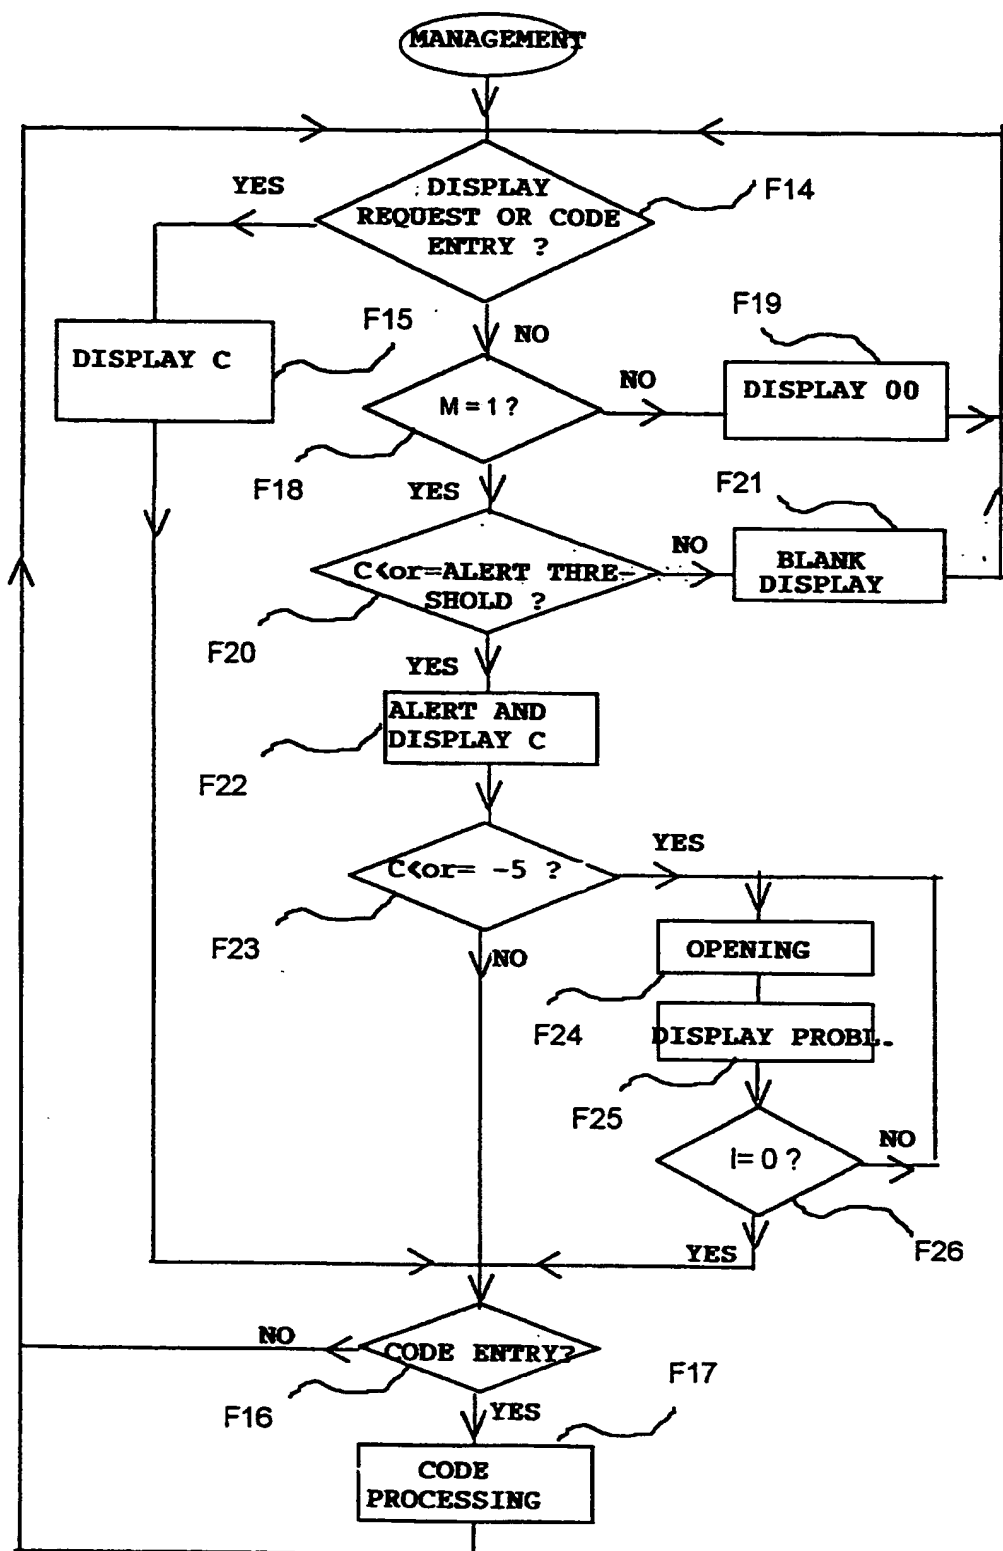 MANAGEMENT
YES
DISPLAY
REQUEST OR CODE
ENTRY ?
F14
NO
F15
DISPLAY C
F19
M = 1 ?
NO
DISPLAY 00
F18
YES
F21
C<or=ALERT THRE-
SHOLD ?
NO
BLANK
DISPLAY
F20
YES
ALERT AND
DISPLAY C
F22
C<or= -5 ?
YES
F23
NO
OPENING
F24
DISPLAY PROBL.
F25
I= 0 ?
NO
F26
YES
NO
CODE ENTRY?
F16
F17
YES
CODE
PROCESSING